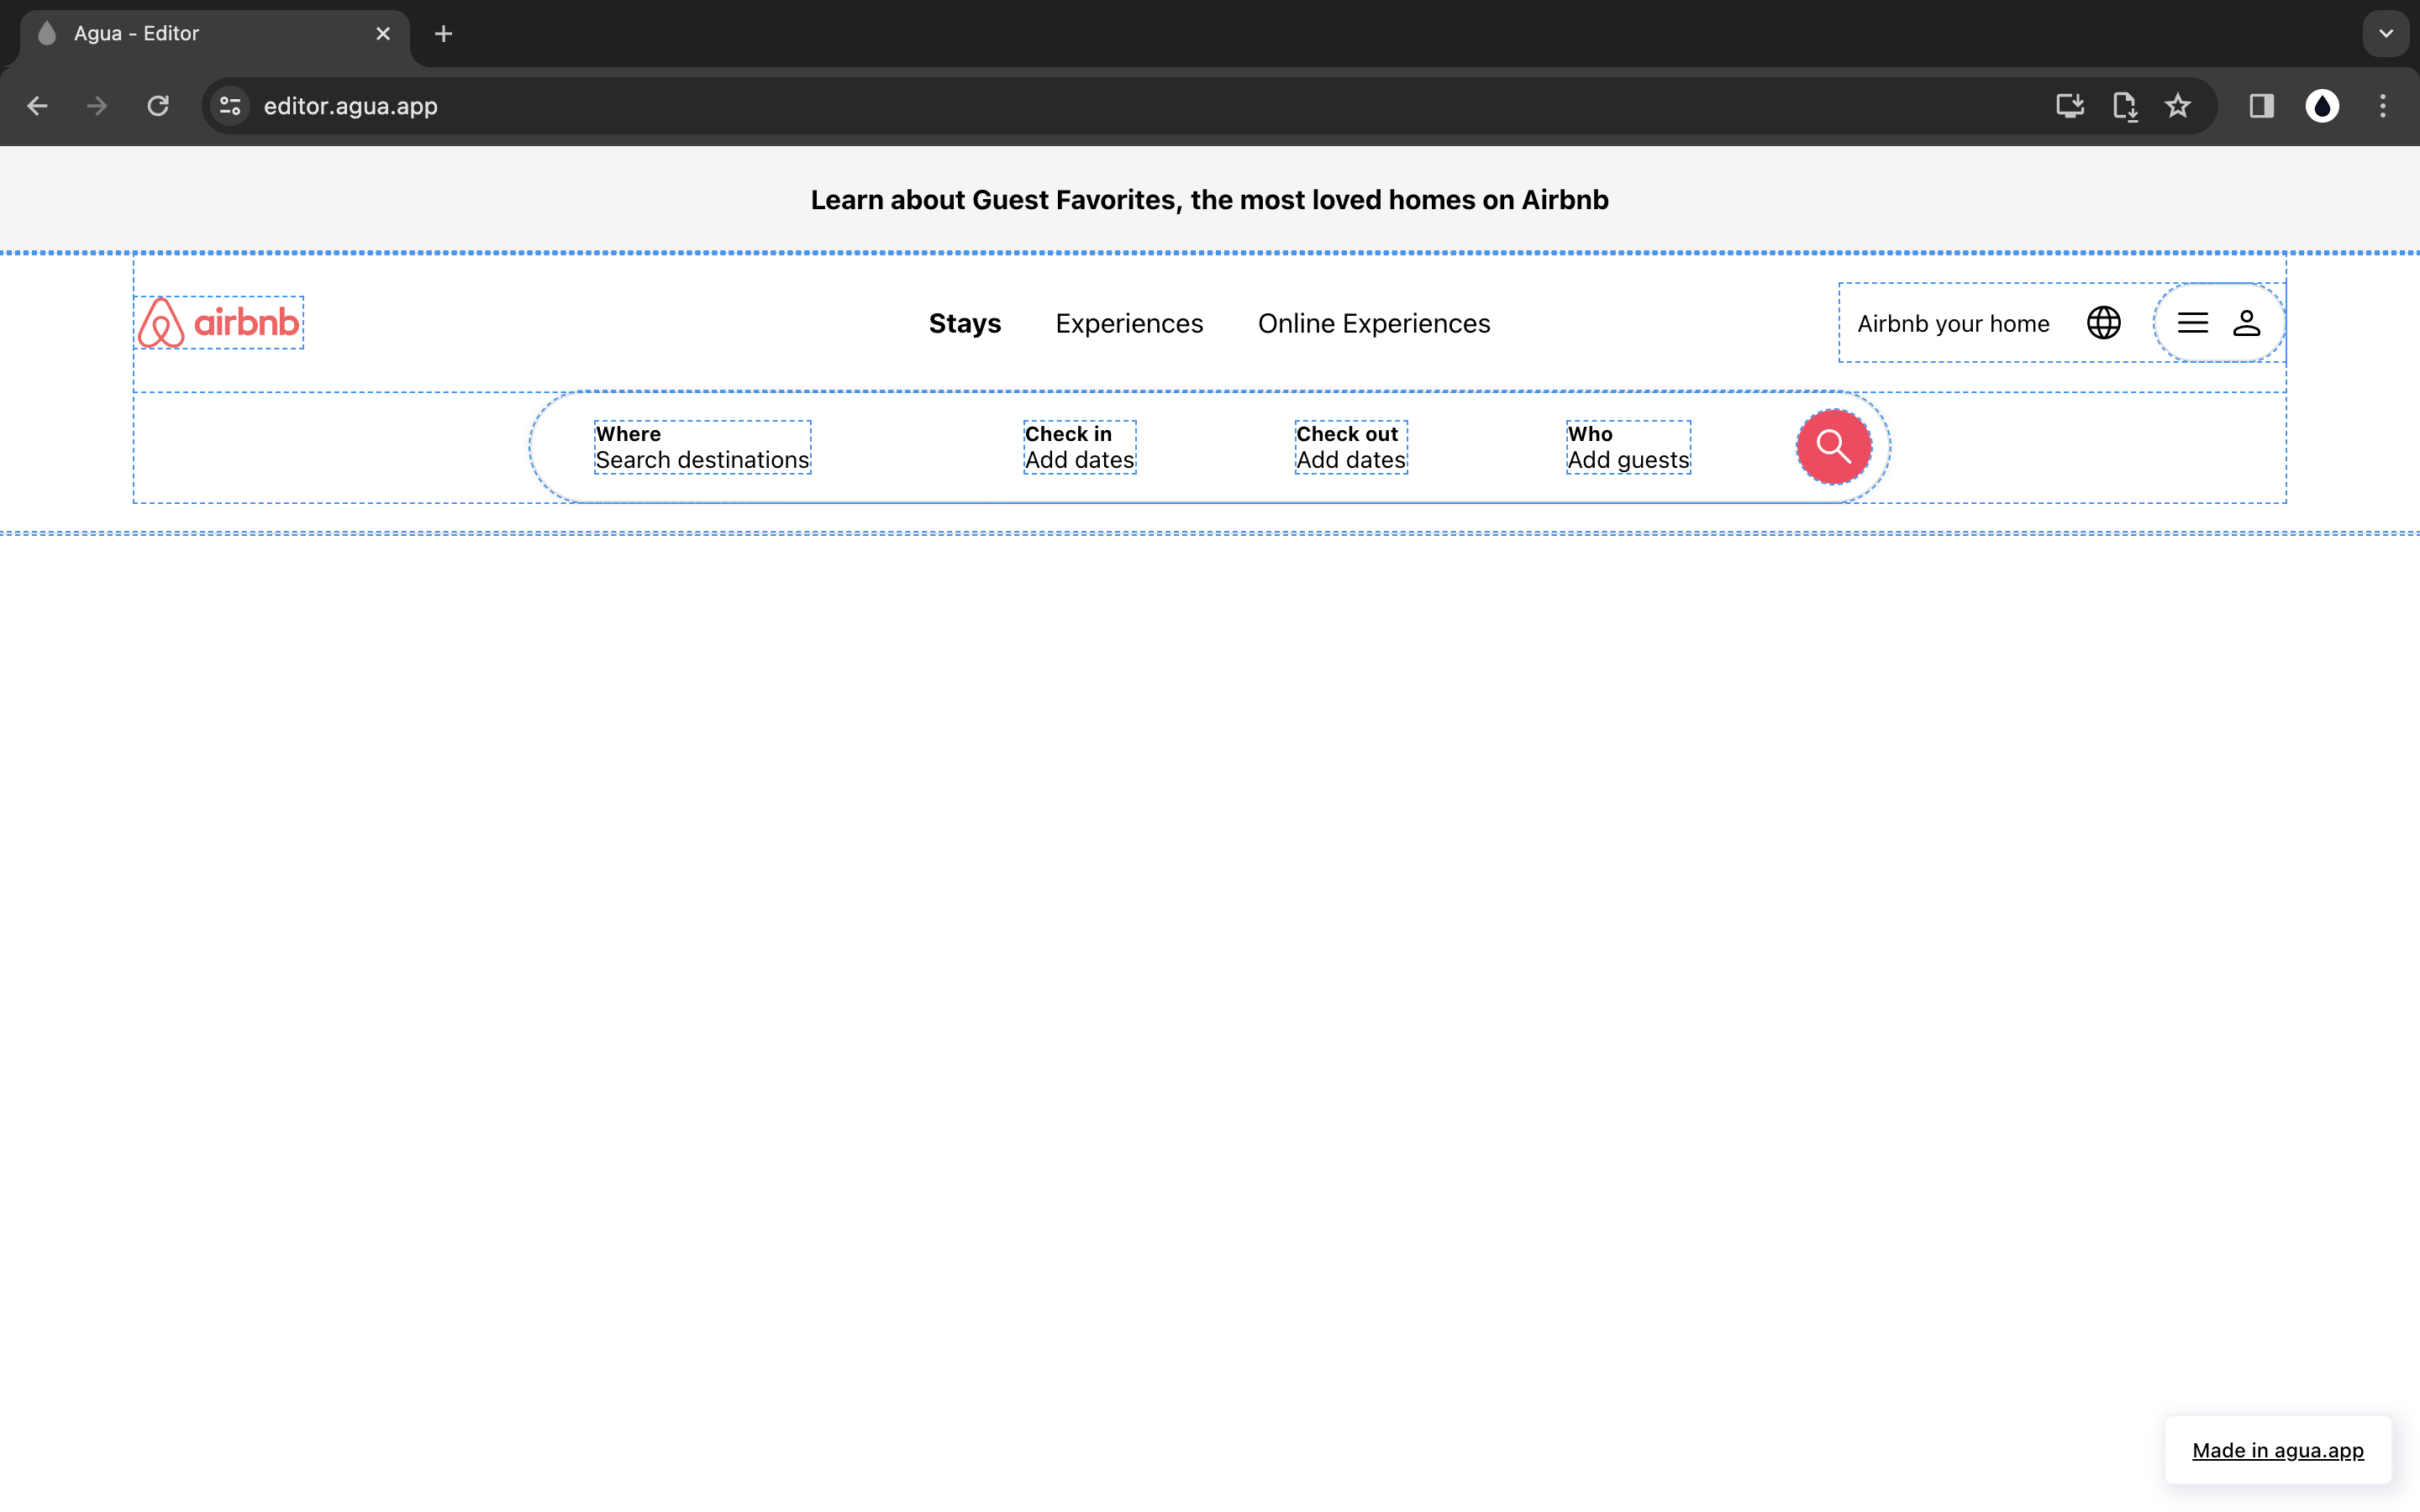 Agua - Editor
editor.agua.app
Learn about Guest Favorites, the most loved homes on Airbnb
airbnb
Stays
Experiences
Online Experiences
Airbnb your home
Where
Search destinations
Check in
Add dates
Check out
Add dates
Who
Add guests
Made in agua.app